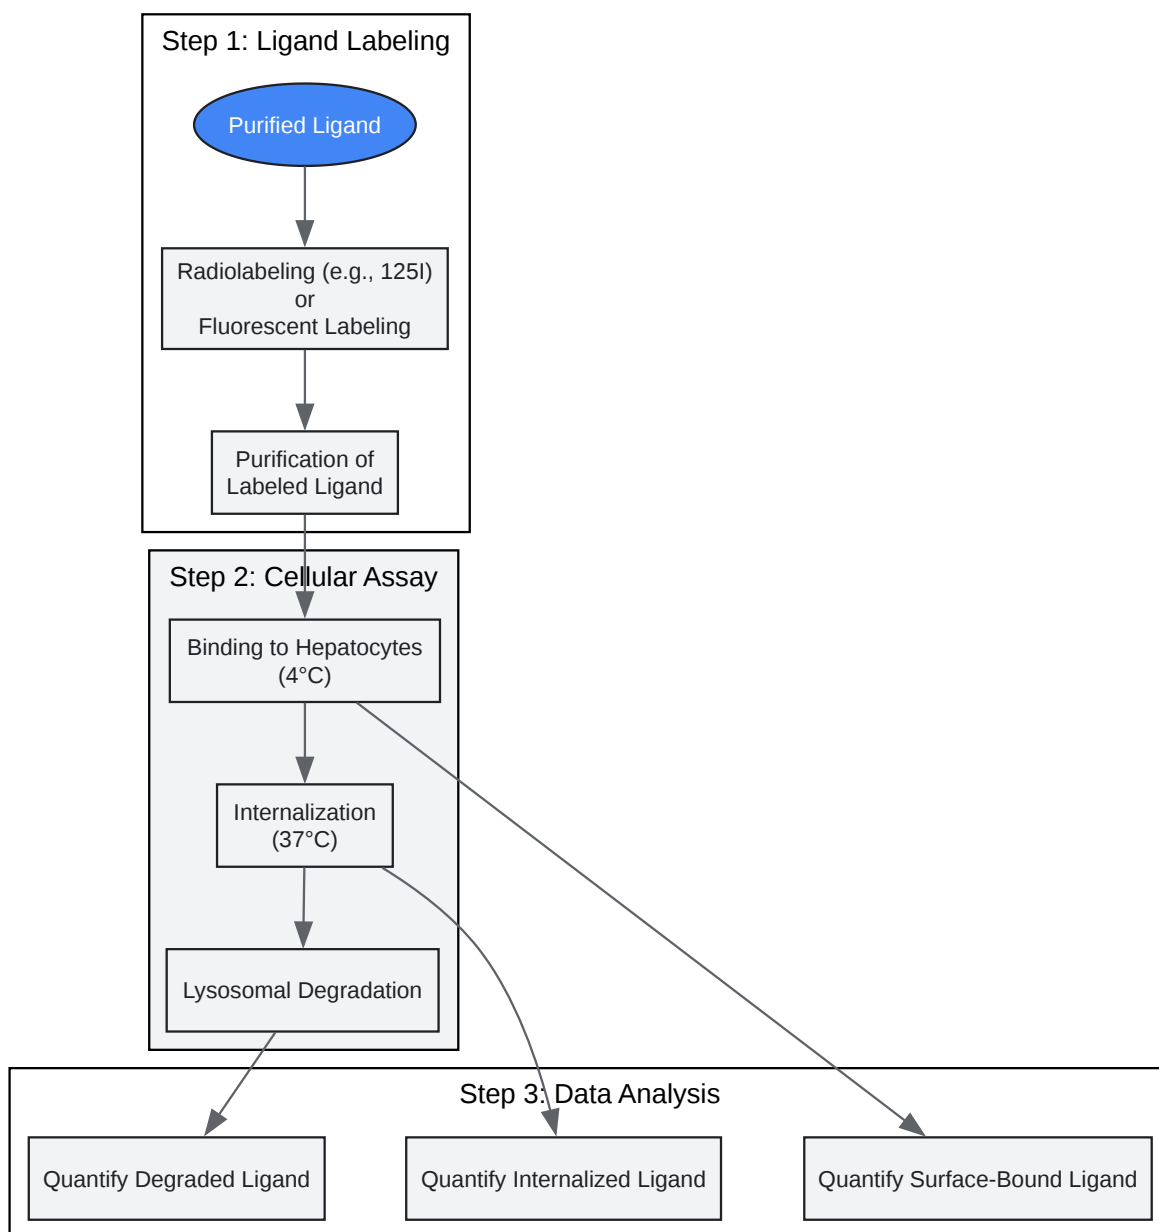 Step 1: Ligand Labeling
Purified Ligand
Radiolabeling (e.g., 125I)
or
Fluorescent Labeling
Purification of
Labeled Ligand
Step 2: Cellular Assay
Binding to Hepatocytes
(4°C)
Internalization
(37°C)
Lysosomal Degradation
Step 3: Data Analysis
Quantify Degraded Ligand
Quantify Internalized Ligand
Quantify Surface-Bound Ligand